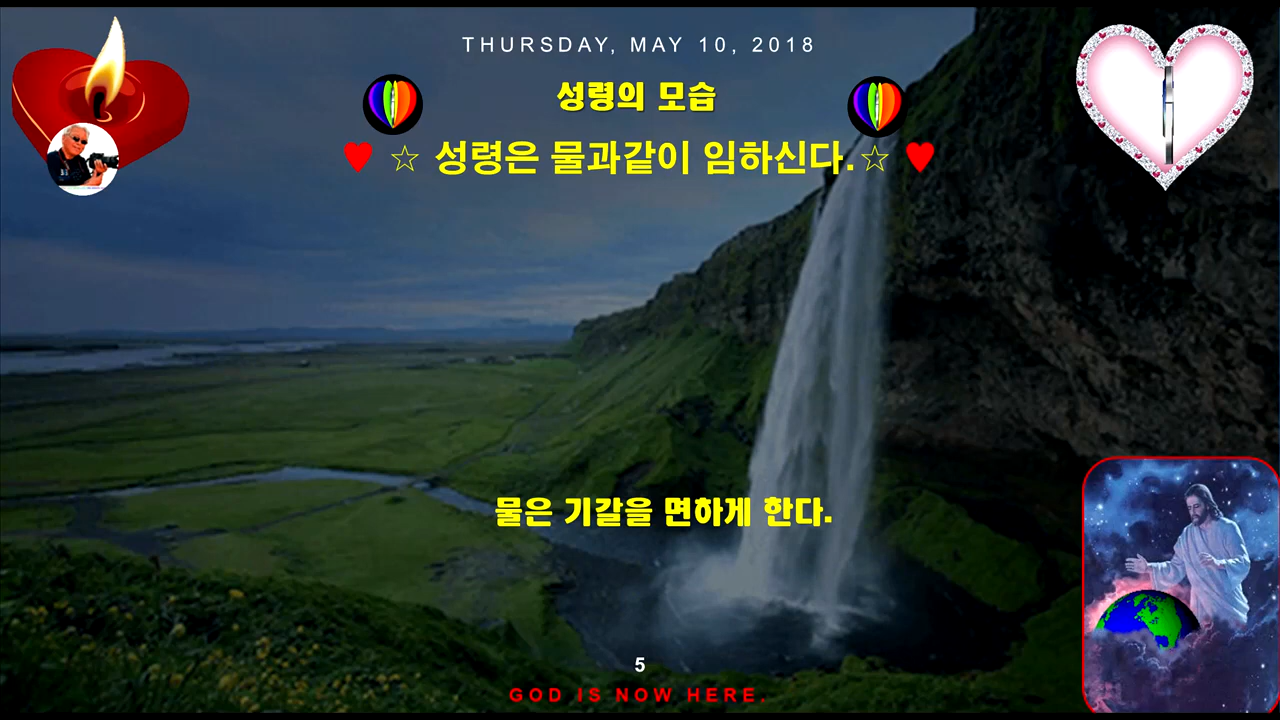 THURSDAY, MAY 10, 2018
성령의 모습
♥ ☆ 성령은 물과같이 임하신다.☆ ♥
물은 기갈을 면하게 한다.
5
GOD IS NOW HERE.